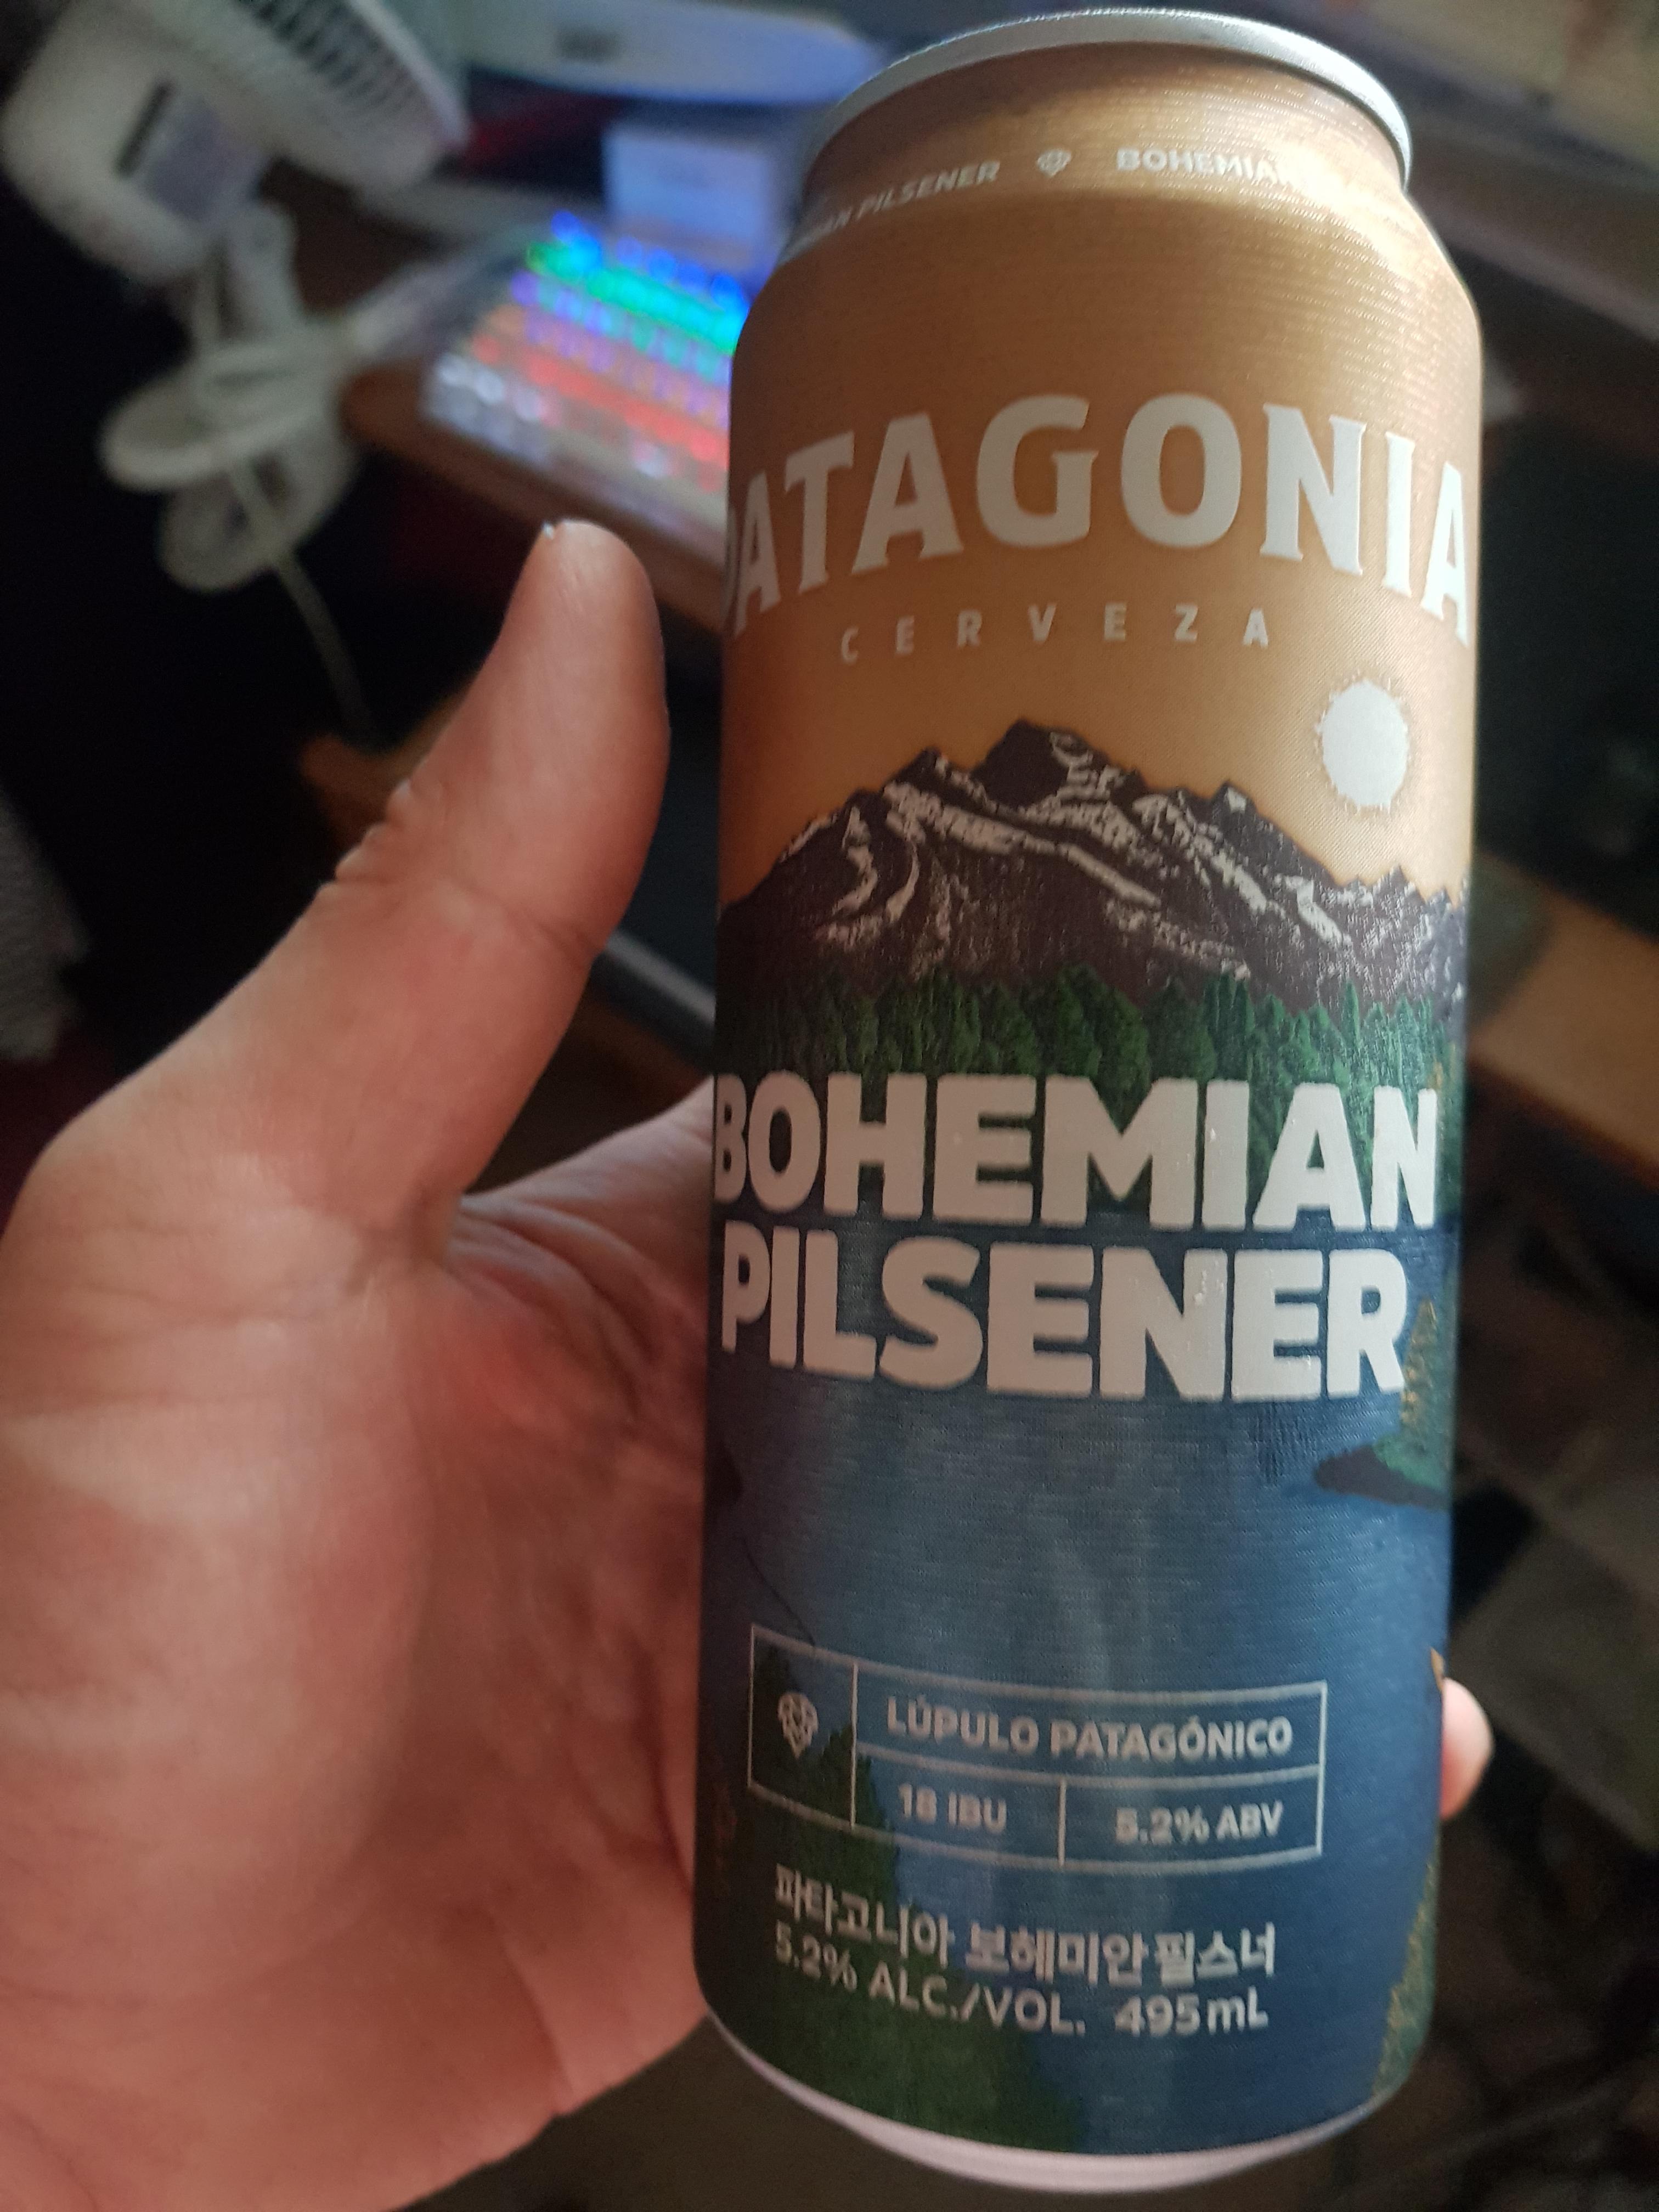 PILSENER BOHEMIAN
PATAGONIA
CERVEZA
BOHEMIAN
PILSENER
LÚPULO PATAGÓNICO
18 IBU 5.2% ABV
파타고니아 보헤미안 필스너
5.2% ALC./VOL. 495mL